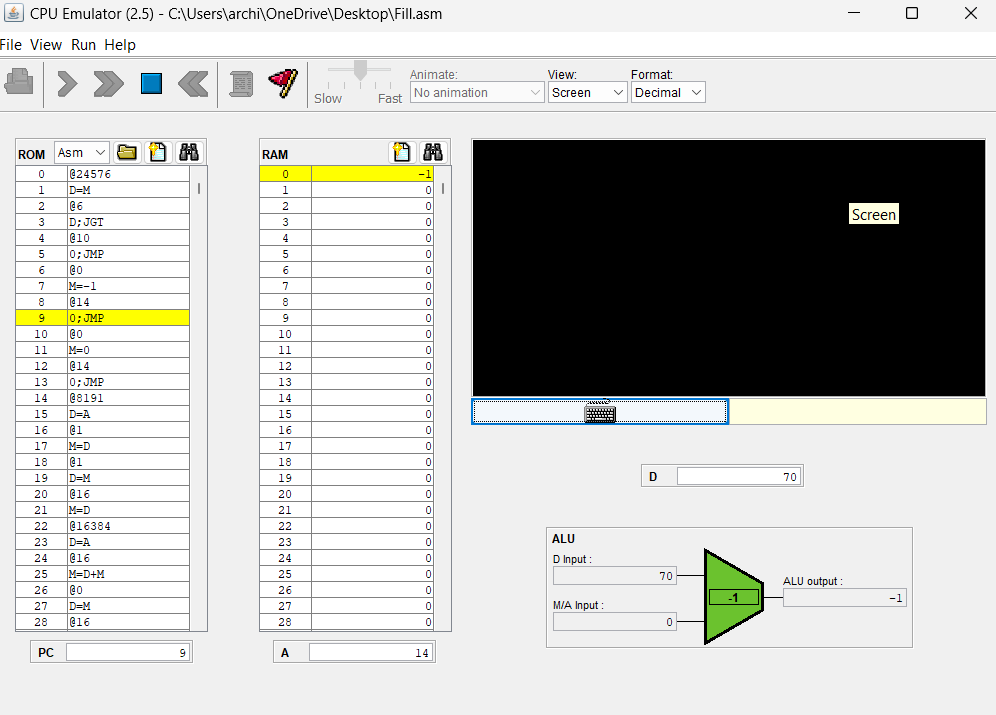 CPU Emulator (2.5) - C:\Users\archi\OneDrive\Desktop\Fill.asm
File View Run Help
Slow Fast
Animate:
No animation
View:
Screen
Format:
Decimal
ROM Asm
0 @24576
1 D=M
2 @6
3 D;JGT
4 @10
5 0;JMP
6 @0
7 M=-1
8 @14
9 0;JMP
10 @0
11 M=0
12 @14
13 0;JMP
14 @8191
15 D=A
16 @1
17 M=D
18 @1
19 D=M
20 @16
21 M=D
22 @16384
23 D=A
24 @16
25 M=D+M
26 @0
27 D=M
28 @16
PC 9
RAM
0 -1
1 0
2 0
3 0
4 0
5 0
6 0
7 0
8 0
9 0
10 0
11 0
12 0
13 0
14 0
15 0
16 0
17 0
18 0
19 0
20 0
21 0
22 0
23 0
24 0
25 0
26 0
27 0
28 0
A 14
Screen
D 70
ALU
D Input :
70
M/A Input :
0
-1
ALU output :
-1